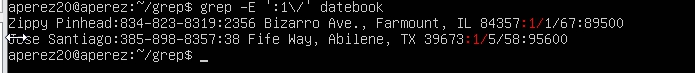 aperez20@aperez:~/grep$ grep -E ':1\/' datebook
Zippy Pinhead:834-823-8319:2356 Bizarro Ave., Farmount, IL 84357:1/1/67:89500
Jose Santiago:385-898-8357:38 Fife Way, Abilene, TX 39673:1/5/58:95600
aperez20@aperez:~/grep$ _